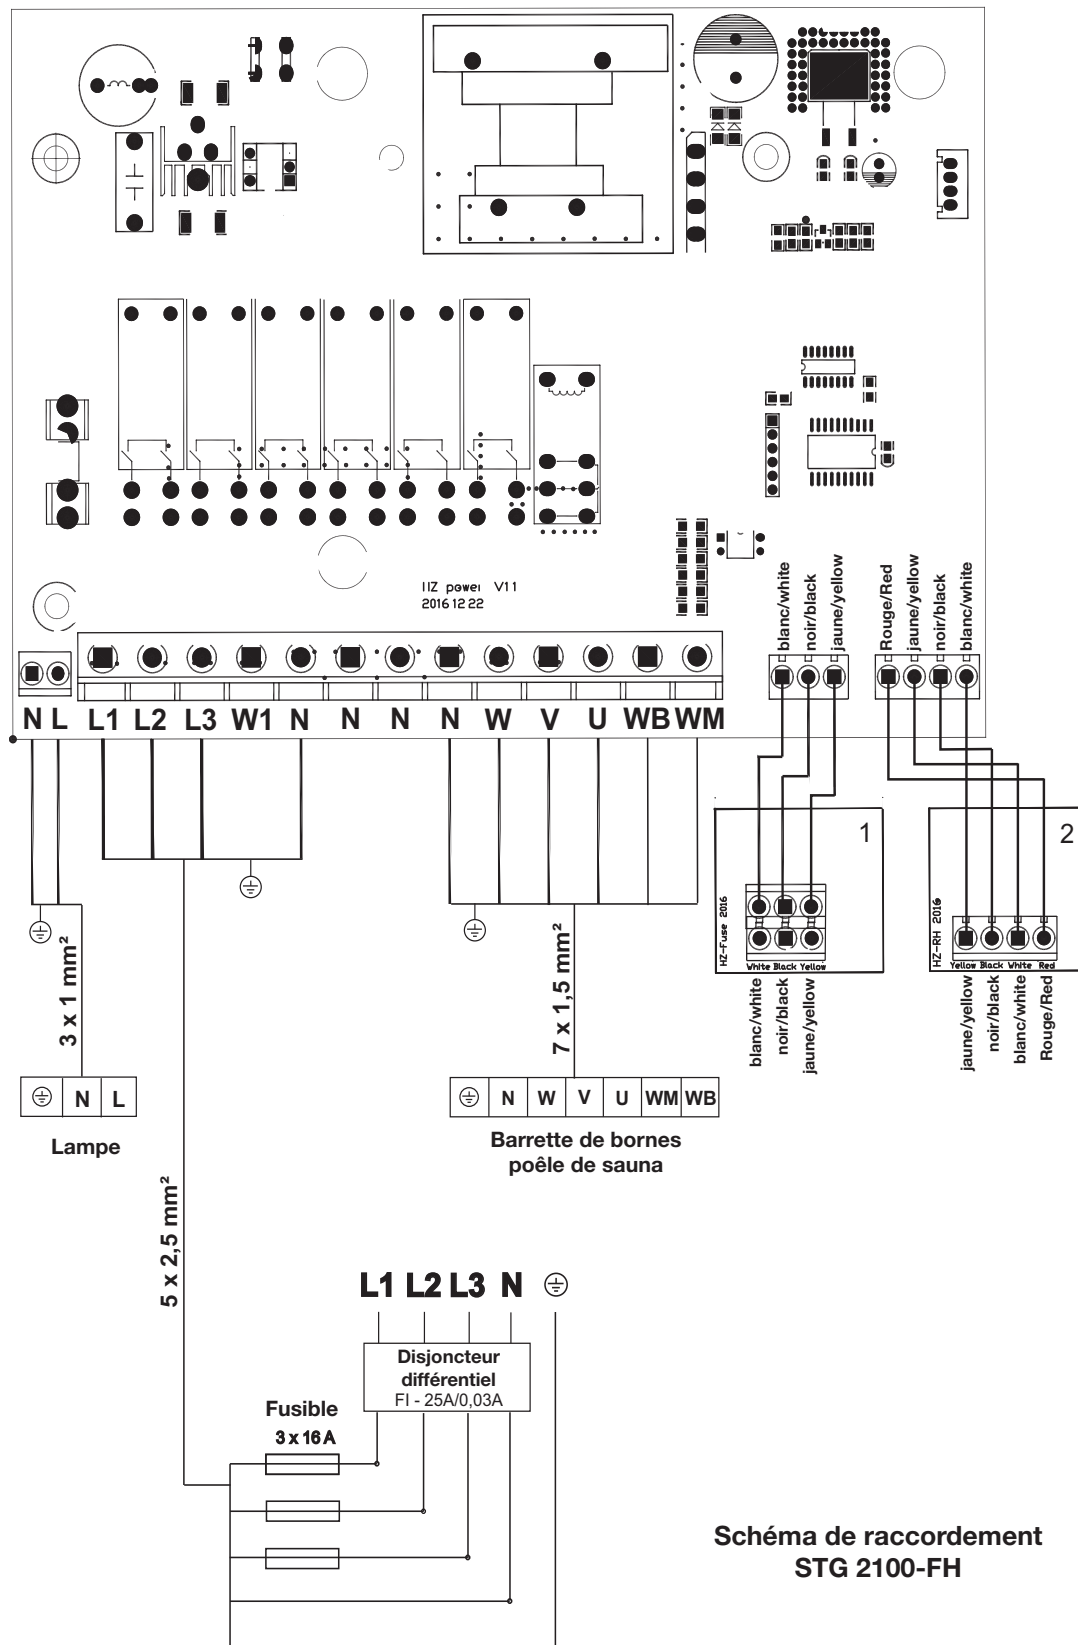 HZ power V11
2016 12 22
blanc/white
noir/black
jaune/yellow
Rouge/Red
jaune/yellow
noir/black
blanc/white
N L L1 L2 L3 W1 N N N N W V U WB WM
1
HZ-Fuse 2016
White Black Yellow
blanc/white
noir/black
jaune/yellow
2
HZ-RH 2016
Yellow Black White Red
jaune/yellow
noir/black
blanc/white
Rouge/Red
3 x 1 mm²
7 x 1,5 mm²
N L
Lampe
N W V U WM WB
Barrette de bornes
poêle de sauna
5 x 2,5 mm²
L1 L2 L3 N
Disjoncteur
différentiel
FI - 25A/0,03A
Fusible
3 x 16 A
Schéma de raccordement
STG 2100-FH